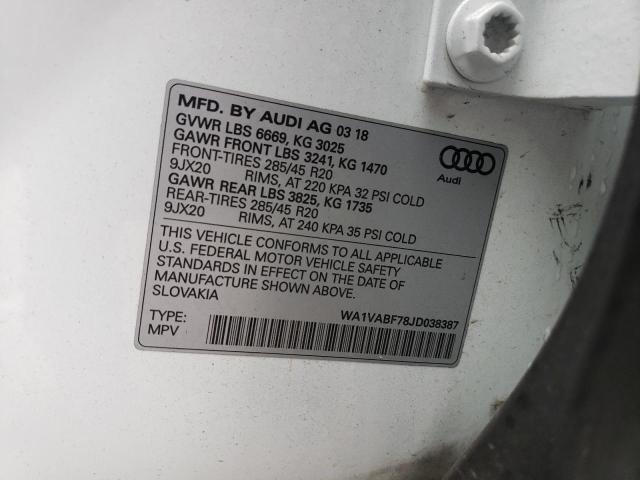 MFD. BY AUDI AG 03 18
GVWR LBS 6669, KG 3025
GAWR FRONT LBS 3241, KG 1470
FRONT-TIRES 285/45 R20
9JX20 RIMS, AT 220 KPA 32 PSI COLD
GAWR REAR LBS 3825, KG 1735
REAR-TIRES 285/45 R20
9JX20 RIMS, AT 240 KPA 35 PSI COLD
Audi
THIS VEHICLE CONFORMS TO ALL APPLICABLE
U.S. FEDERAL MOTOR VEHICLE SAFETY
STANDARDS IN EFFECT ON THE DATE OF
MANUFACTURE SHOWN ABOVE.
SLOVAKIA
WA1VABF78JD038387
TYPE:
MPV